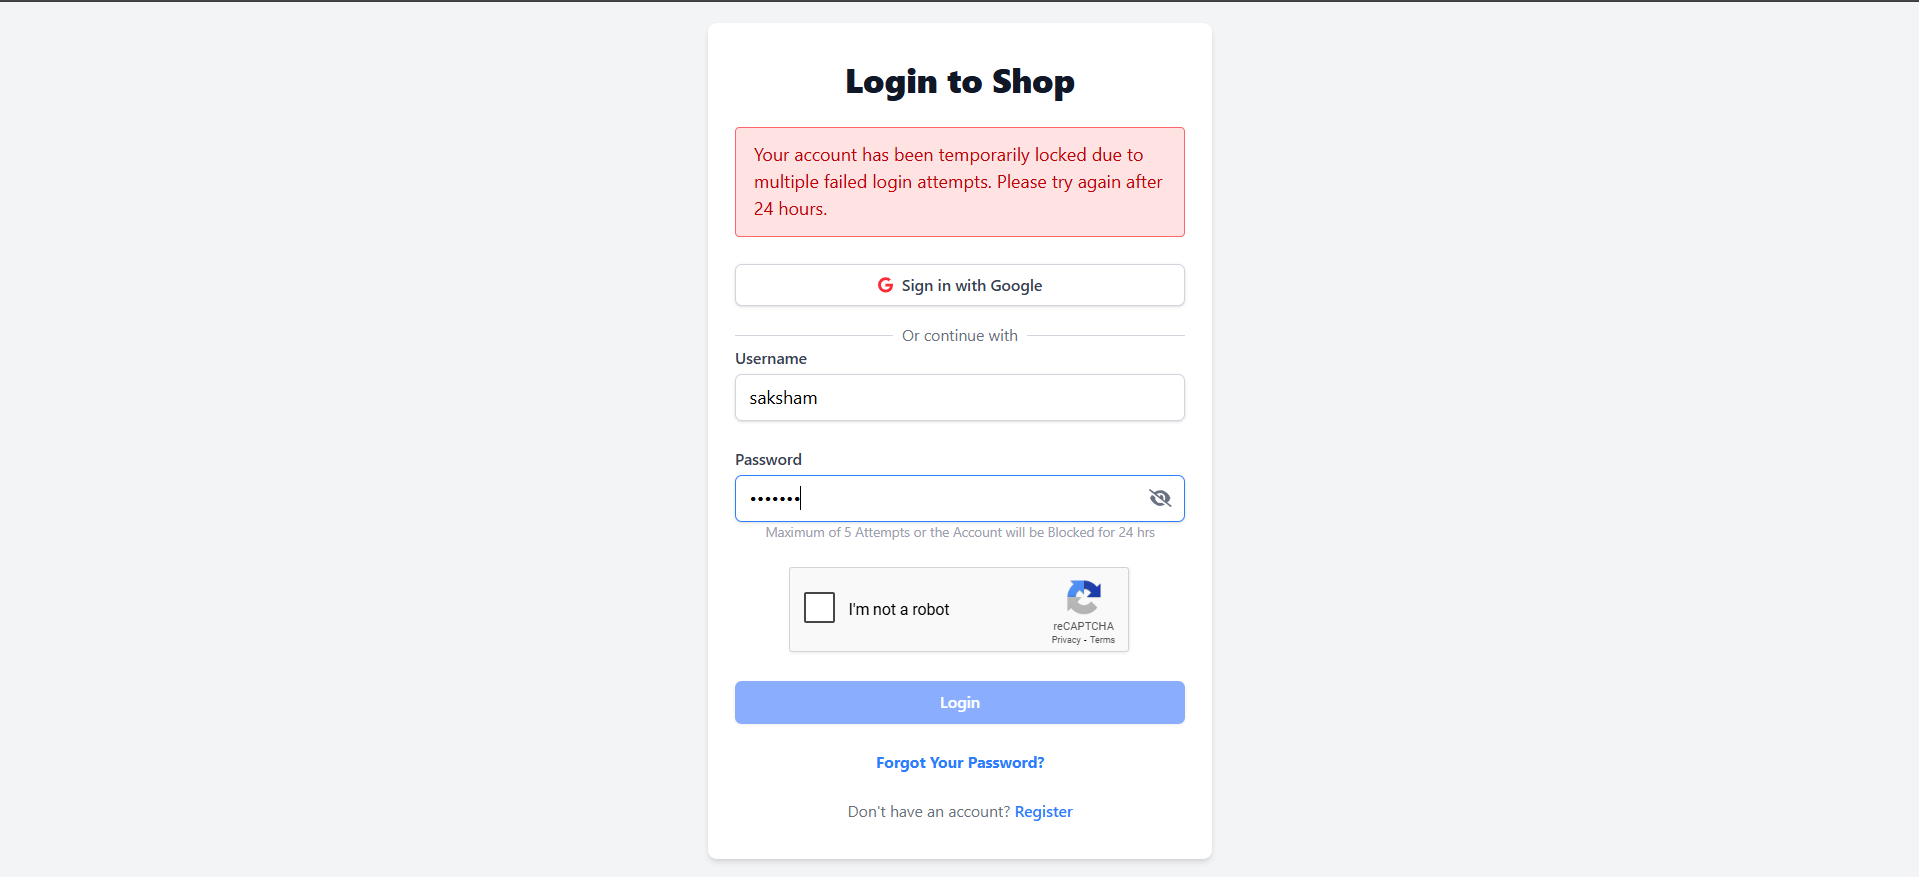 Login to Shop
Your account has been temporarily locked due to
multiple failed login attempts. Please try again after
24 hours.
Sign in with Google
Or continue with
Username
saksham
Password
•••••••
Maximum of 5 Attempts or the Account will be Blocked for 24 hrs
I'm not a robot
reCAPTCHA
Privacy - Terms
Login
Forgot Your Password?
Don't have an account? Register